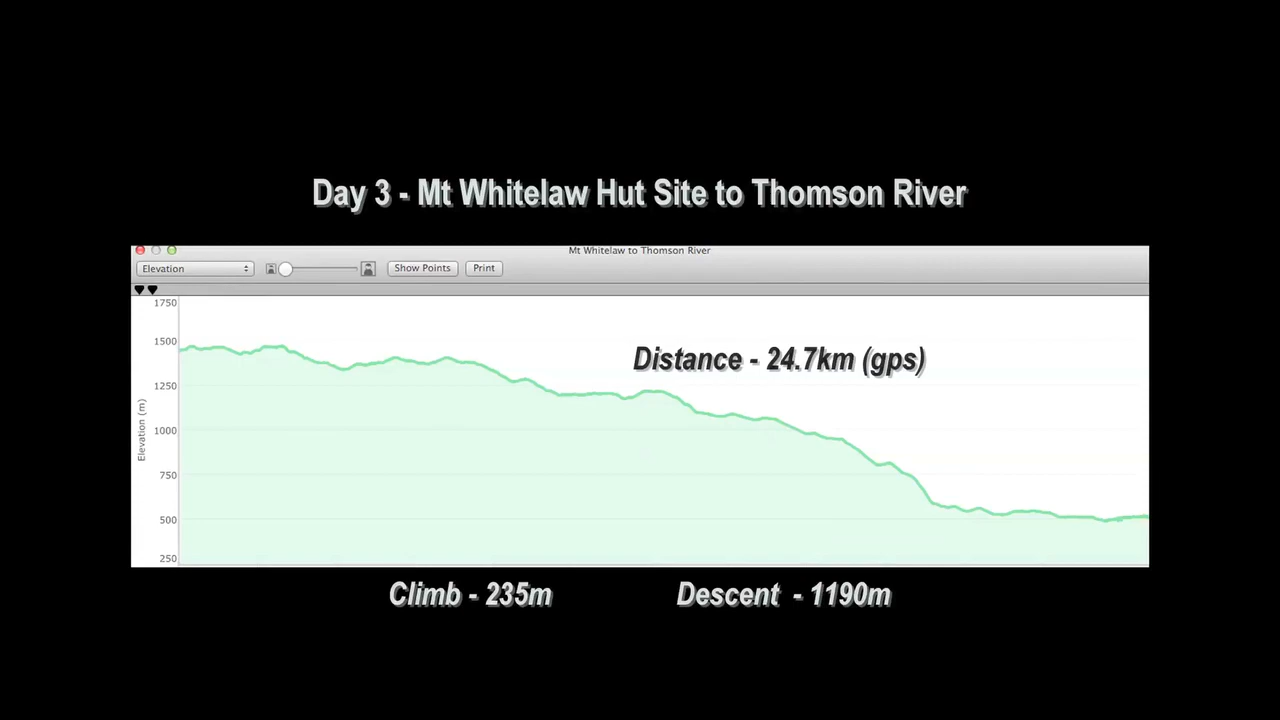 Day 3 - Mt Whitelaw Hut Site to Thomson River
Mt Whitelaw to Thomson River
Elevation
Show Points
Print
1750
1500
1250
1000
750
500
250
Elevation (m)
Distance - 24.7km (gps)
Climb - 235m
Descent - 1190m